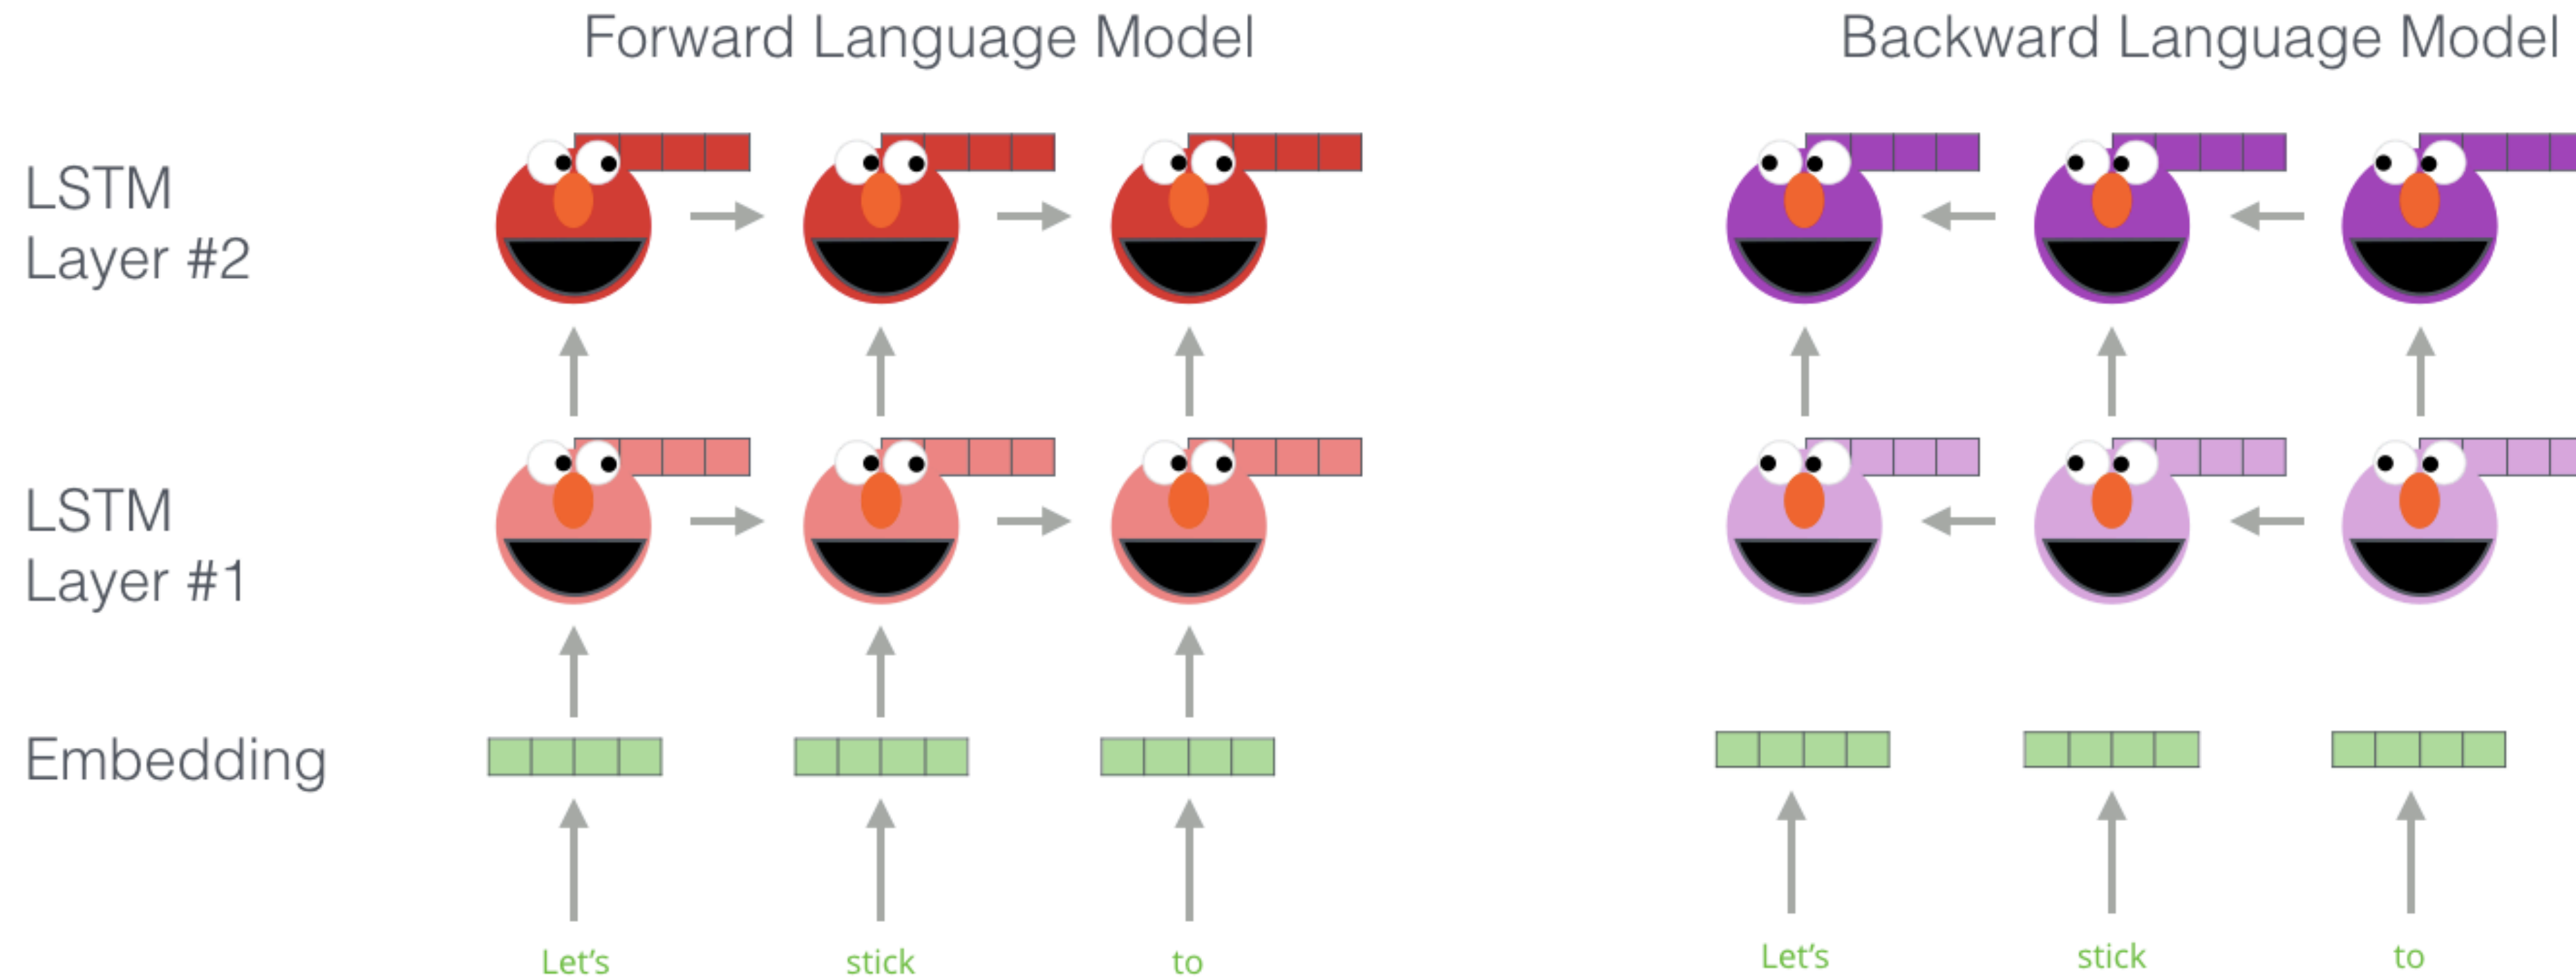 Forward Language Model
Backward Language Model
LSTM
Layer #2
LSTM
Layer #1
Embedding
Let's stick to
Let's stick to